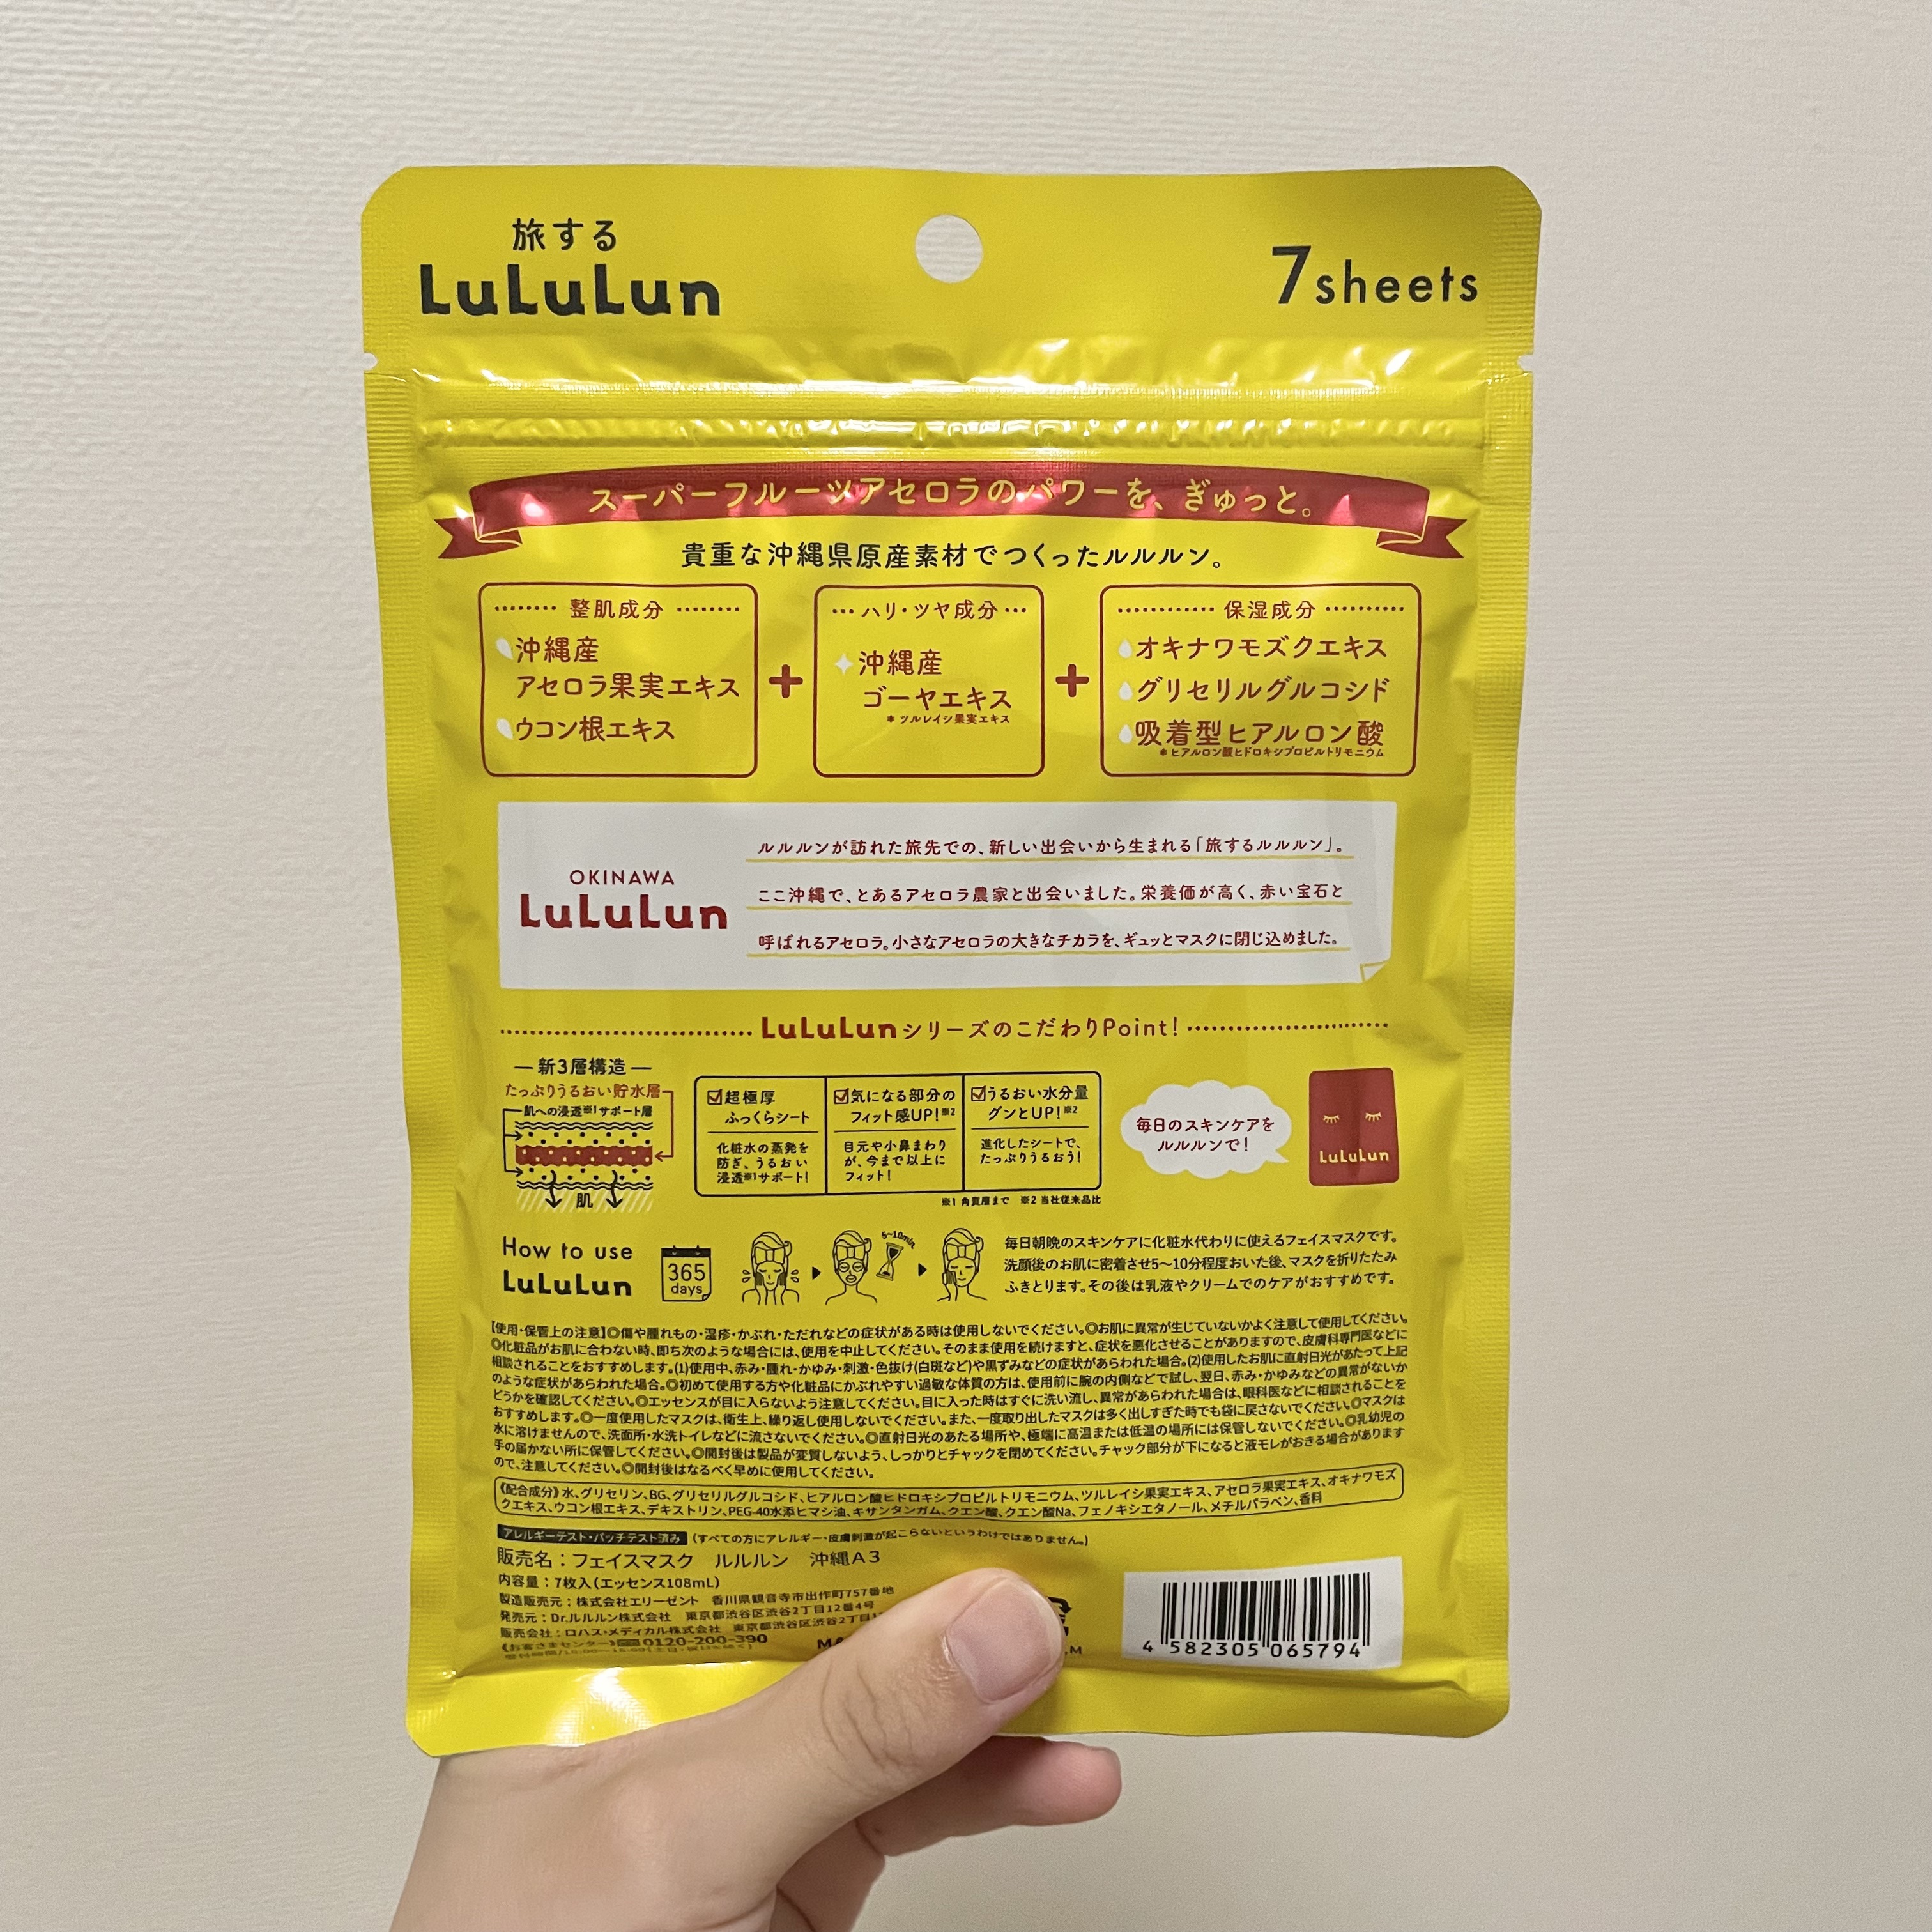 旅する
LuLuLun
7sheets
スーパーフルーツアセロラのパワーを、ぎゅっと。
貴重な沖縄県原産素材でつくったルルルン。
整肌成分
沖縄産
アセロラ果実エキス
ウコン根エキス
+
ハリ・ツヤ成分
沖縄産
ゴーヤエキス
*ツルレイシ果実エキス
+
保湿成分
オキナワモズクエキス
グリセリルグルコシド
吸着型ヒアルロン酸
*ヒアルロン酸ヒドロキシプロピルトリモニウム
OKINAWA
LuLuLun
ルルルンが訪れた旅先での、新しい出会いから生まれる「旅するルルルン」。
ここ沖縄で、とあるアセロラ農家と出会いました。栄養価が高く、赤い宝石と
呼ばれるアセロラ。小さなアセロラの大きなチカラを、ギュッとマスクに閉じ込めました。
LuLuLunシリーズのこだわりPoint!
新3層構造
たっぷりうるおい貯水層
肌への浸透※1サポート層
肌
超極厚
ふっくらシート
化粧水の蒸発を
防ぎ、うるおい
浸透※1サポート!
気になる部分の
フィット感UP!※2
目元や小鼻まわり
が、今まで以上に
フィット!
うるおい水分量
グンとUP!※2
進化したシートで、
たっぷりうるおう!
※1 角質層まで ※2 当社従来品比
毎日のスキンケアを
ルルルンで!
LuLuLun
How to use
LuLuLun
365
days
5~10min
毎日朝晩のスキンケアに化粧水代わりに使えるフェイスマスクです。
洗顔後のお肌に密着させ5~10分程度おいた後、マスクを折りたたみ
ふきとります。その後は乳液やクリームでのケアがおすすめです。
【使用・保管上の注意】◎傷や腫れもの・湿疹・かぶれ・ただれなどの症状がある時は使用しないでください。◎お肌に異常が生じていないかよく注意して使用してください。
◎化粧品がお肌に合わない時、即ち次のような場合には、使用を中止してください。そのまま使用を続けますと、症状を悪化させることがありますので、皮膚科専門医などに
相談されることをおすすめします。(1)使用中、赤み・腫れ・かゆみ・刺激・色抜け(白斑など)や黒ずみなどの症状があらわれた場合。(2)使用したお肌に直射日光があたって上記
のような症状があらわれた場合。◎初めて使用する方や化粧品にかぶれやすい過敏な体質の方は、使用前に腕の内側などで試し、翌日、赤み・かゆみなどの異常がないか
どうかを確認してください。◎エッセンスが目に入らないよう注意してください。目に入った時はすぐに洗い流し、異常があらわれた場合は、眼科医などに相談されることを
おすすめします。◎一度使用したマスクは、衛生上、繰り返し使用しないでください。また、一度取り出したマスクは多く出しすぎた時でも袋に戻さないでください。◎マスクは
水に溶けませんので、洗面所・水洗トイレなどに流さないでください。◎直射日光のあたる場所や、極端に高温または低温の場所には保管しないでください。◎乳幼児の
手の届かない所に保管してください。◎開封後は製品が変質しないよう、しっかりとチャックを閉めてください。チャック部分が下になると液モレがおきる場合があります
ので、注意してください。◎開封後はなるべく早めに使用してください。
《配合成分》水、グリセリン、BG、グリセリルグルコシド、ヒアルロン酸ヒドロキシプロピルトリモニウム、ツルレイシ果実エキス、アセロラ果実エキス、オキナワモズ
クエキス、ウコン根エキス、デキストリン、PEG-40水添ヒマシ油、キサンタンガム、クエン酸、クエン酸Na、フェノキシエタノール、メチルパラベン、香料
アレルギーテスト・パッチテスト済み (すべての方にアレルギー・皮膚刺激が起こらないというわけではありません。)
販売名:フェイスマスク ルルルン 沖縄A3
内容量:7枚入(エッセンス108mL)
製造販売元:株式会社エリーゼント 香川県観音寺市出作町757番地
発売元:Dr.ルルルン株式会社 東京都渋谷区渋谷2丁目12番4号
販売会社:ロハス・メディカル株式会社 東京都渋谷区渋谷2丁目1
《お客さまセンター》0120-200-390
MA
,M
4 582305 065794